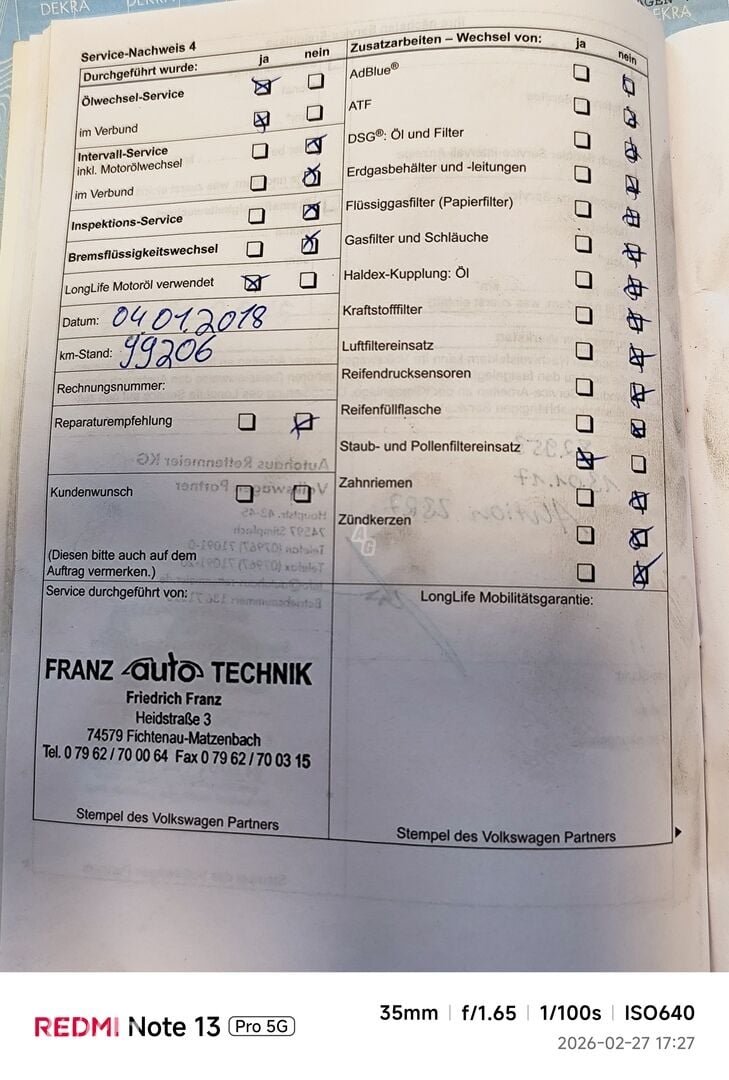 DEKRA
EKRA
Service-Nachweis 4
Durchgeführt wurde: ja nein
Ölwechsel-Service
im Verbund
Intervall-Service
inkl. Motorölwechsel
im Verbund
Inspektions-Service
Bremsflüssigkeitswechsel
LongLife Motoröl verwendet
Datum: 04.01.2018
km-Stand: 99206
Rechnungsnummer:
Reparaturempfehlung
Kundenwunsch
(Diesen bitte auch auf dem
Auftrag vermerken.)
Zusatzarbeiten – Wechsel von: ja nein
AdBlue®
ATF
DSG®: Öl und Filter
Erdgasbehälter und -leitungen
Flüssiggasfilter (Papierfilter)
Gasfilter und Schläuche
Haldex-Kupplung: Öl
Kraftstofffilter
Luftfiltereinsatz
Reifendrucksensoren
Reifenfüllflasche
Staub- und Pollenfiltereinsatz
Zahnriemen
Zündkerzen
Service durchgeführt von:
FRANZ auto TECHNIK
Friedrich Franz
Heidstraße 3
74579 Fichtenau-Matzenbach
Tel. 0 79 62 / 70 00 64 Fax 0 79 62 / 70 03 15
Stempel des Volkswagen Partners
LongLife Mobilitätsgarantie:
Stempel des Volkswagen Partners
AG
REDMI Note 13 Pro 5G
35mm | f/1.65 | 1/100s | ISO640
2026-02-27 17:27